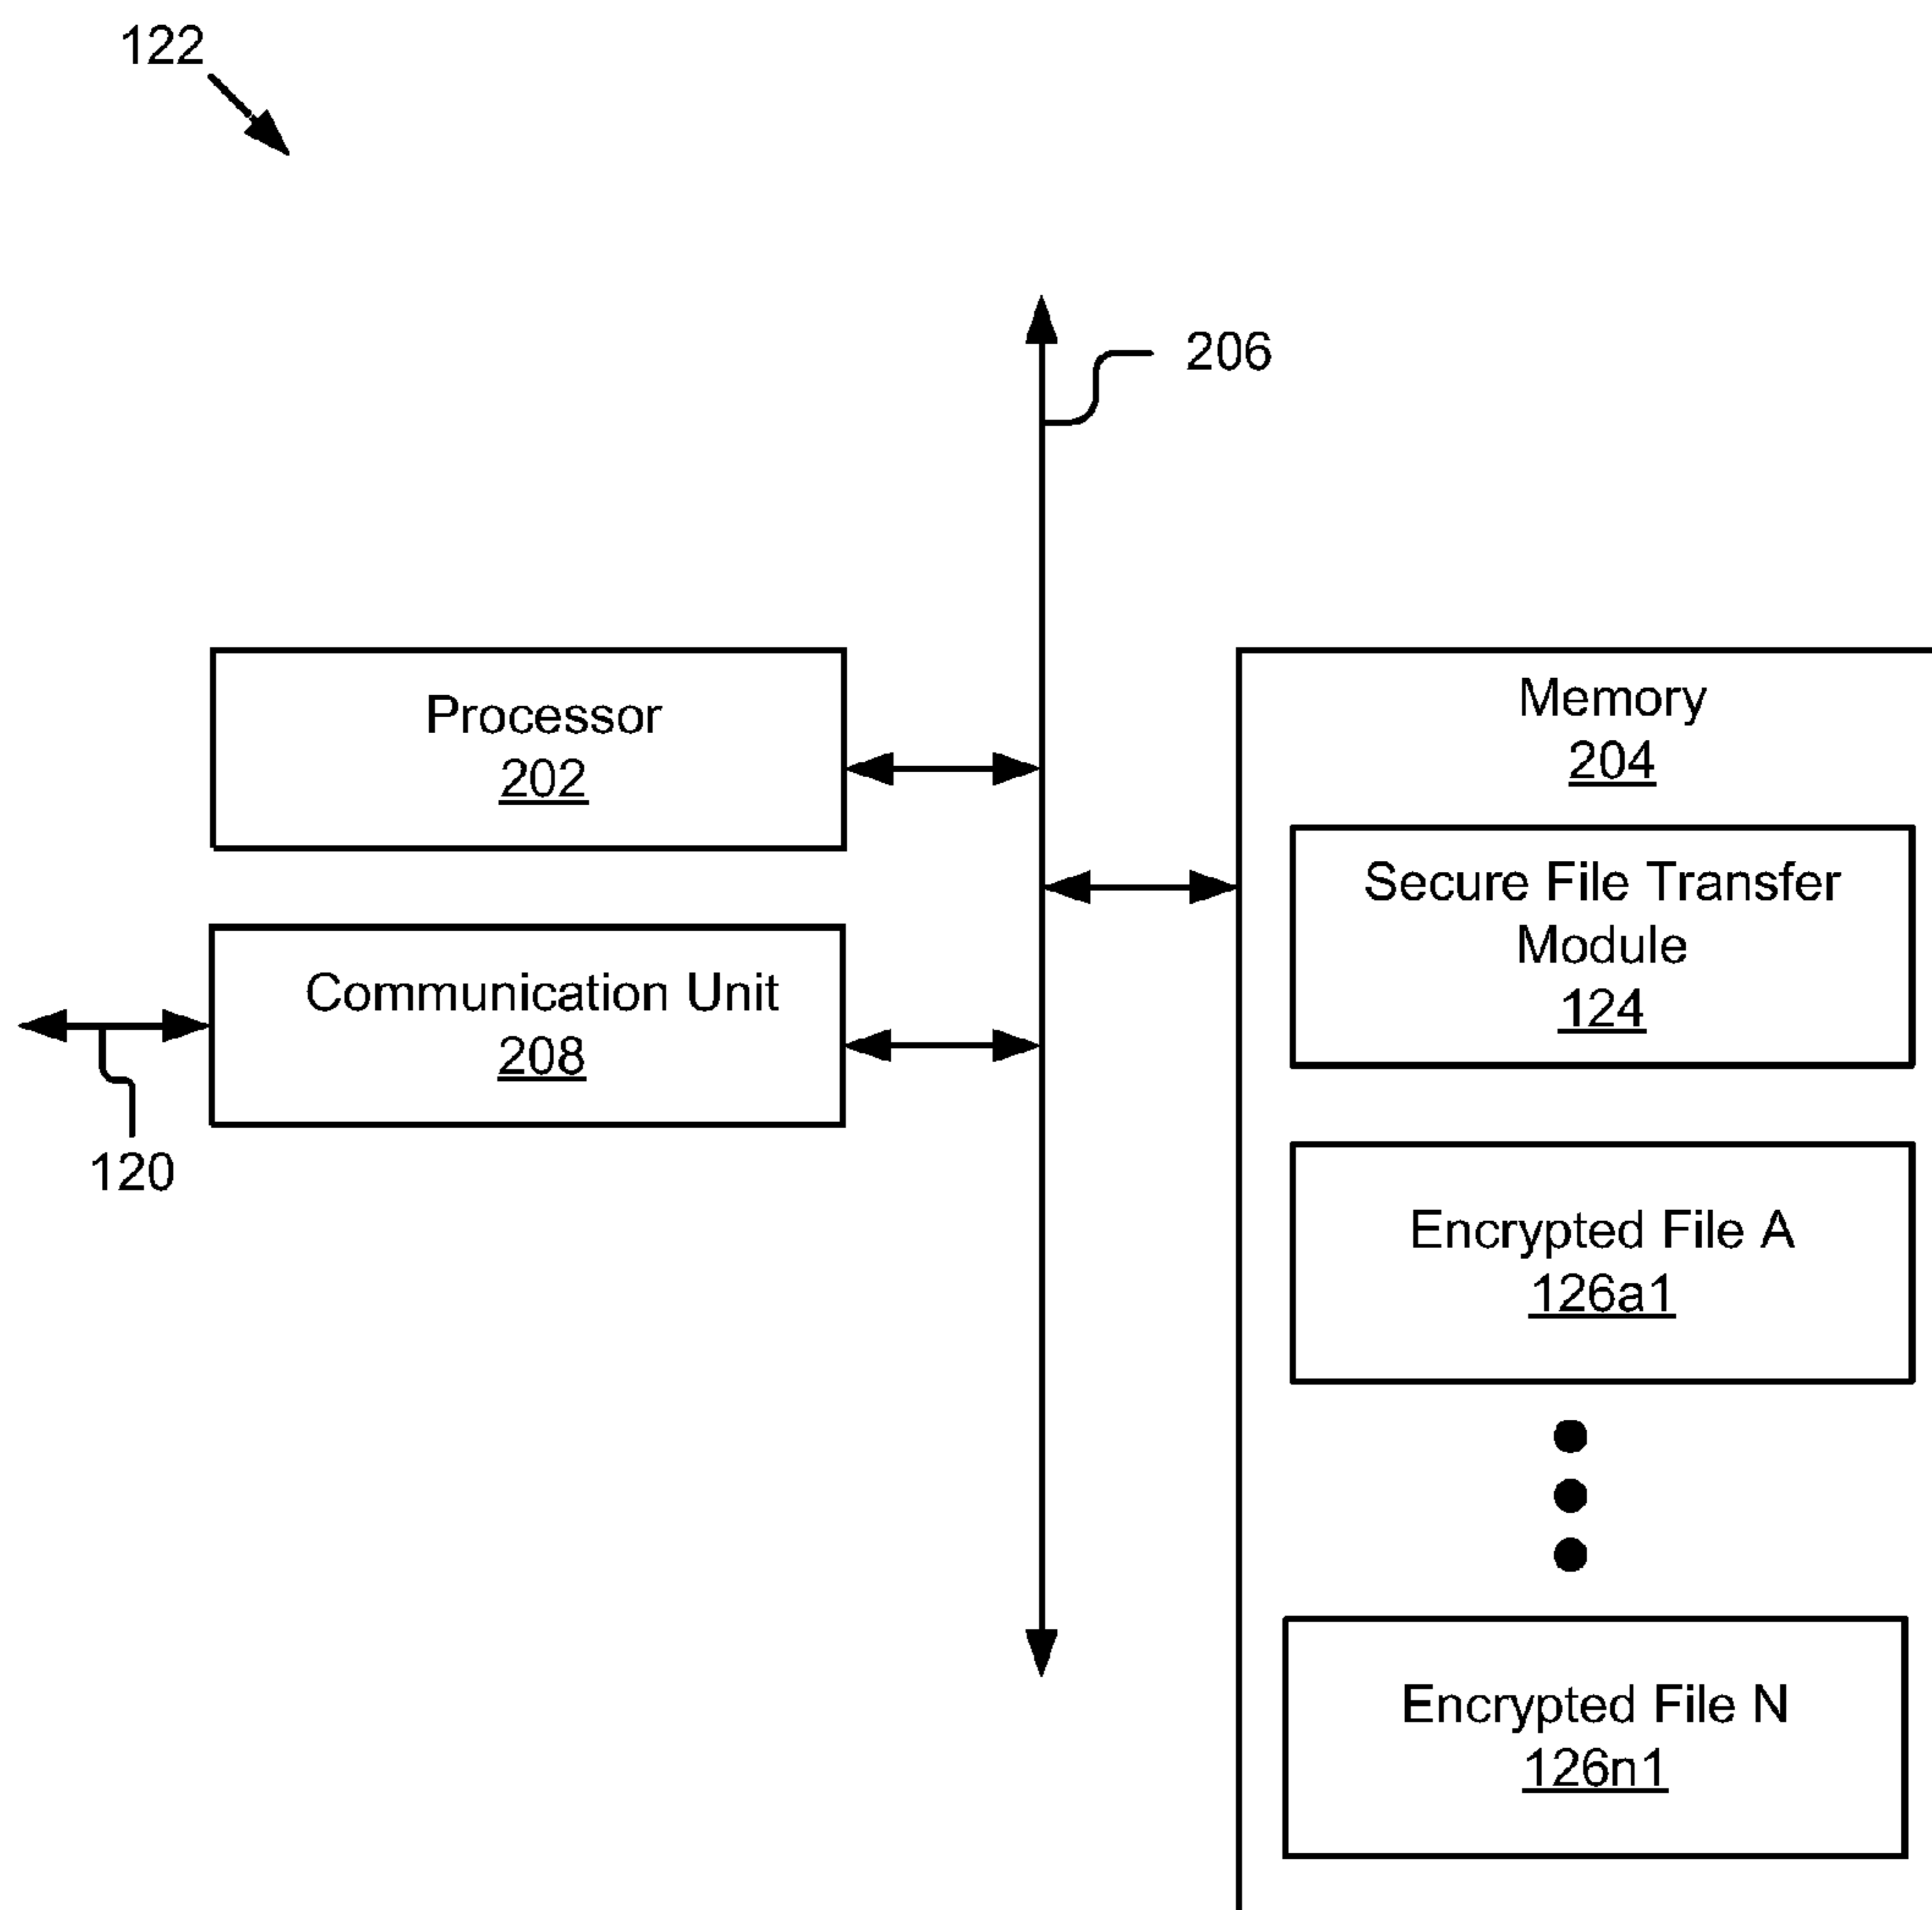 122
206
Processor
202
Memory
204
Secure File Transfer
Module
124
Communication Unit
208
120
Encrypted File A
126a1
Encrypted File N
126n1